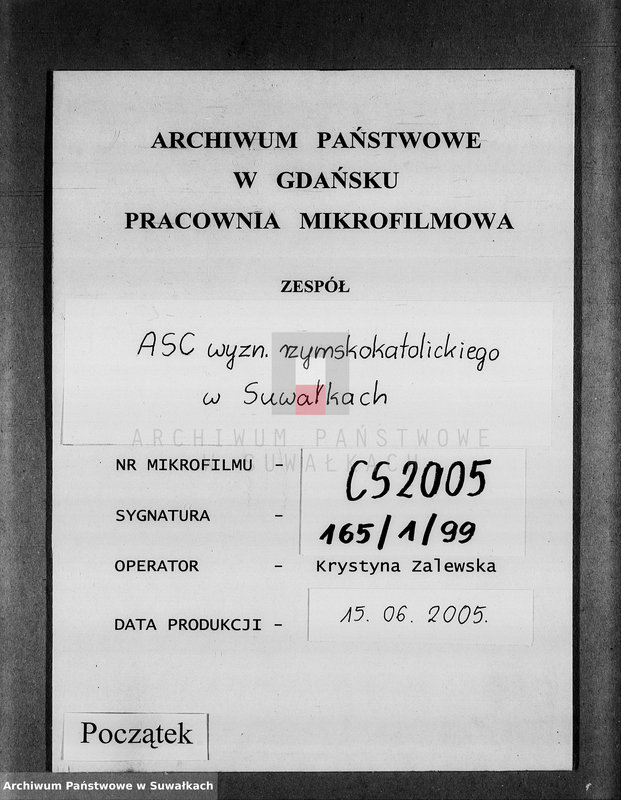 ARCHIWUM PAŃSTWOWE
W GDAŃSKU
PRACOWNIA MIKROFILMOWA
ZESPÓŁ
ASC wyzn. rzymskokatolickiego
w Suwałkach
ARCHIWUM PAŃSTWOWE
W SUWAŁKACH
NR MIKROFILMU - CS2005
SYGNATURA - 165/1/99
OPERATOR - Krystyna Zalewska
DATA PRODUKCJI - 15. 06. 2005.
Początek
Archiwum Państwowe w Suwałkach